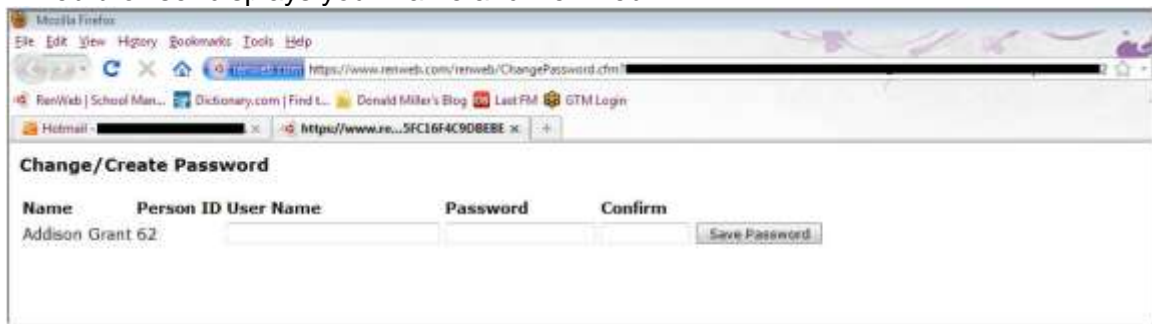 Mozilla Firefox
File Edit View History Bookmarks Tools Help
renweb.com https://www.renweb.com/renweb/ChangePassword.cfm?
RenWeb | School Man... Dictionary.com | Find t... Donald Miller's Blog Last FM GTM Login
Hotmail - https://www.re...5FC16F4C9DBEBE
Change/Create Password
Name Person ID User Name Password Confirm
Addison Grant 62 Save Password